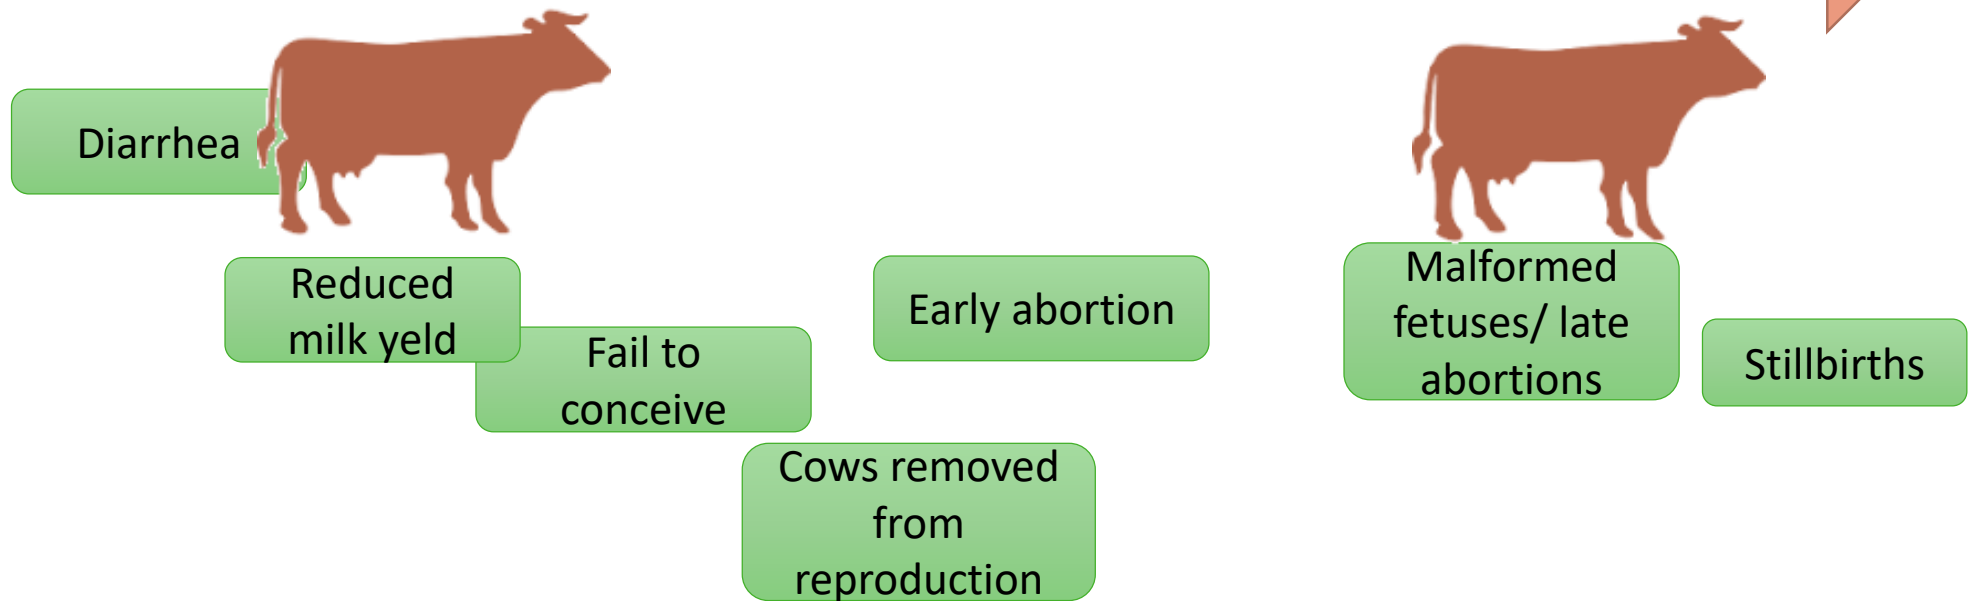 Diarrhea
Reduced
milk yeld
Fail to
conceive
Early abortion
Cows removed
from
reproduction
Malformed
fetuses/ late
abortions
Stillbirths